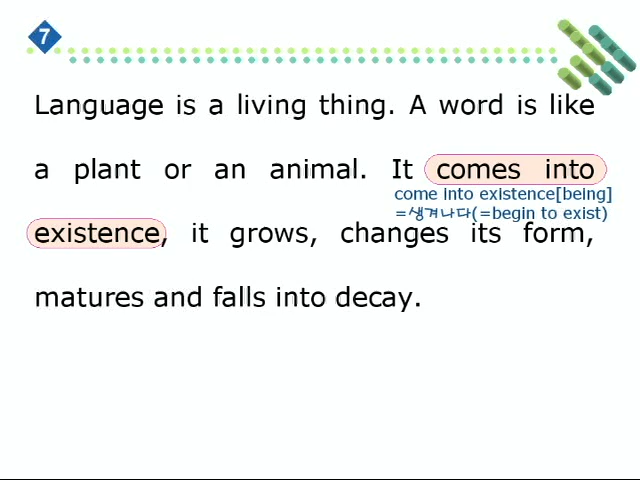 7
Language is a living thing. A word is like
a plant or an animal. It comes into
come into existence[being]
=생겨나다(=begin to exist)
existence, it grows, changes its form,
matures and falls into decay.